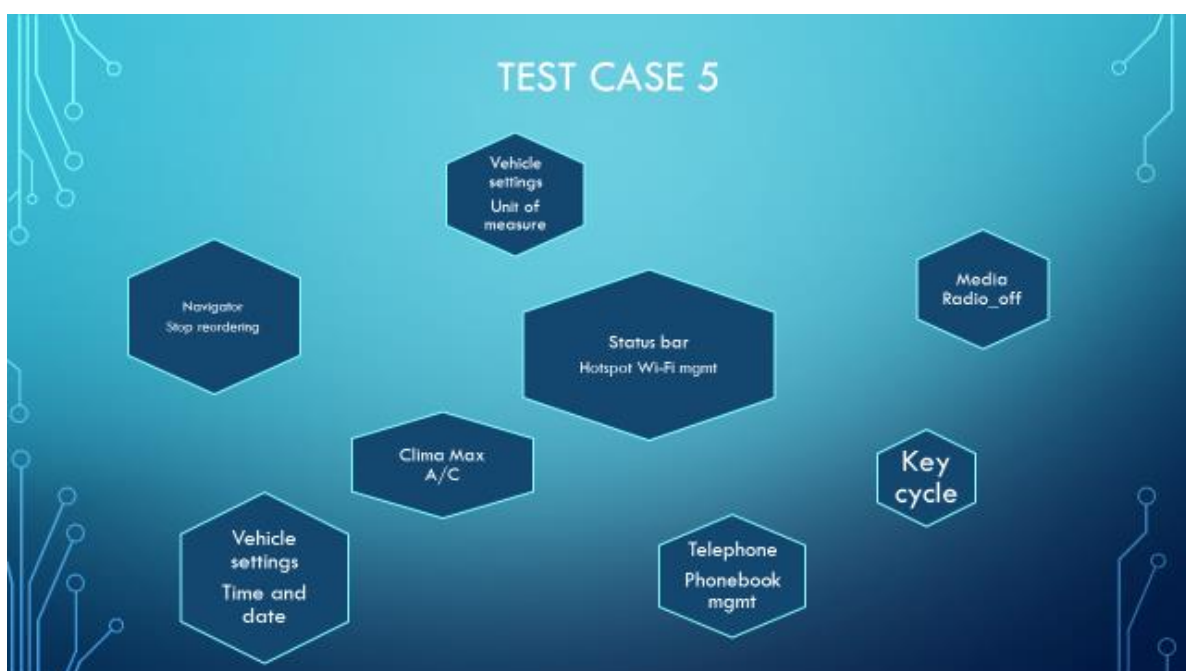 TEST CASE 5
Vehicle
settings
Unit of
measure
Navigator
Stop reordering
Media
Radio_off
Status bar
Hotspot Wi-Fi mgmt
Clima Max
A/C
Key
cycle
Vehicle
settings
Time and
date
Telephone
Phonebook
mgmt